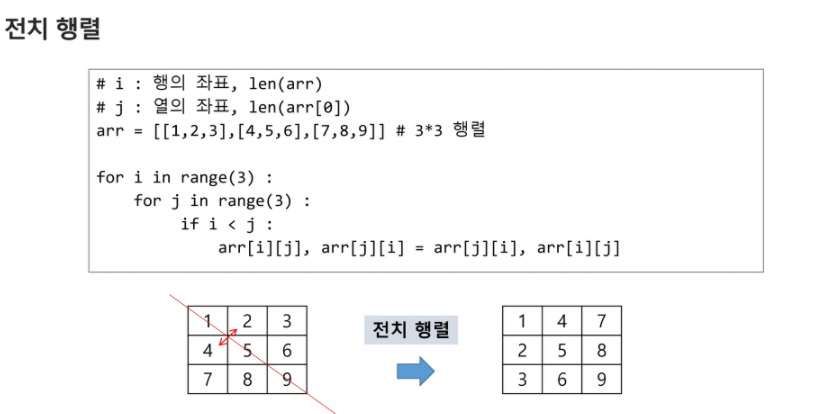 전치 행렬
# i : 행의 좌표, len(arr)
# j : 열의 좌표, len(arr[0])
arr = [[1,2,3],[4,5,6],[7,8,9]] # 3*3 행렬
for i in range(3) :
    for j in range(3) :
        if i < j :
            arr[i][j], arr[j][i] = arr[j][i], arr[i][j]
1 2 3
4 5 6
7 8 9
전치 행렬
1 4 7
2 5 8
3 6 9